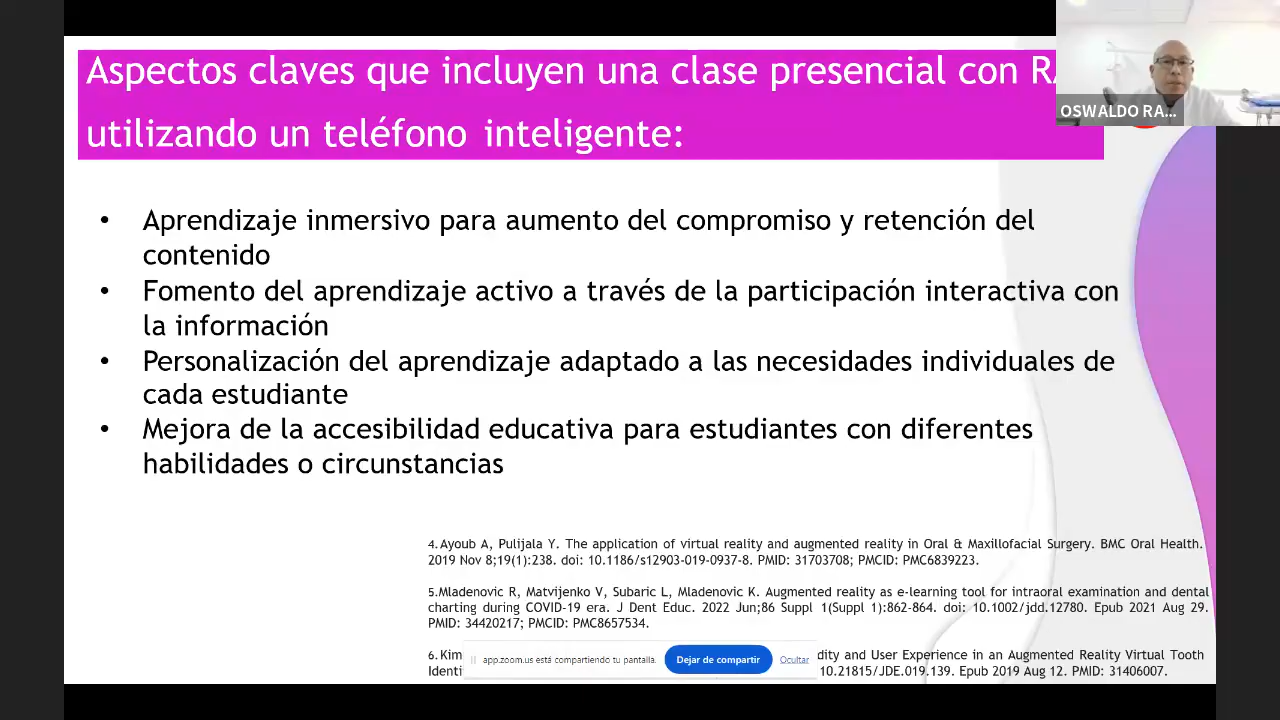 Aspectos claves que incluyen una clase presencial con RA
utilizando un teléfono inteligente:
OSWALDO RA...
• Aprendizaje inmersivo para aumento del compromiso y retención del
contenido
• Fomento del aprendizaje activo a través de la participación interactiva con
la información
• Personalización del aprendizaje adaptado a las necesidades individuales de
cada estudiante
• Mejora de la accesibilidad educativa para estudiantes con diferentes
habilidades o circunstancias
4.Ayoub A, Pulijala Y. The application of virtual reality and augmented reality in Oral & Maxillofacial Surgery. BMC Oral Health.
2019 Nov 8;19(1):238. doi: 10.1186/s12903-019-0937-8. PMID: 31703708; PMCID: PMC6839223.
5.Mladenovic R, Matvijenko V, Subaric L, Mladenovic K. Augmented reality as e-learning tool for intraoral examination and dental
charting during COVID-19 era. J Dent Educ. 2022 Jun;86 Suppl 1(Suppl 1):862-864. doi: 10.1002/jdd.12780. Epub 2021 Aug 29.
PMID: 34420217; PMCID: PMC8657534.
6.Kim dity and User Experience in an Augmented Reality Virtual Tooth
Identi 10.21815/JDE.019.139. Epub 2019 Aug 12. PMID: 31406007.
app.zoom.us está compartiendo tu pantalla. Dejar de compartir Ocultar